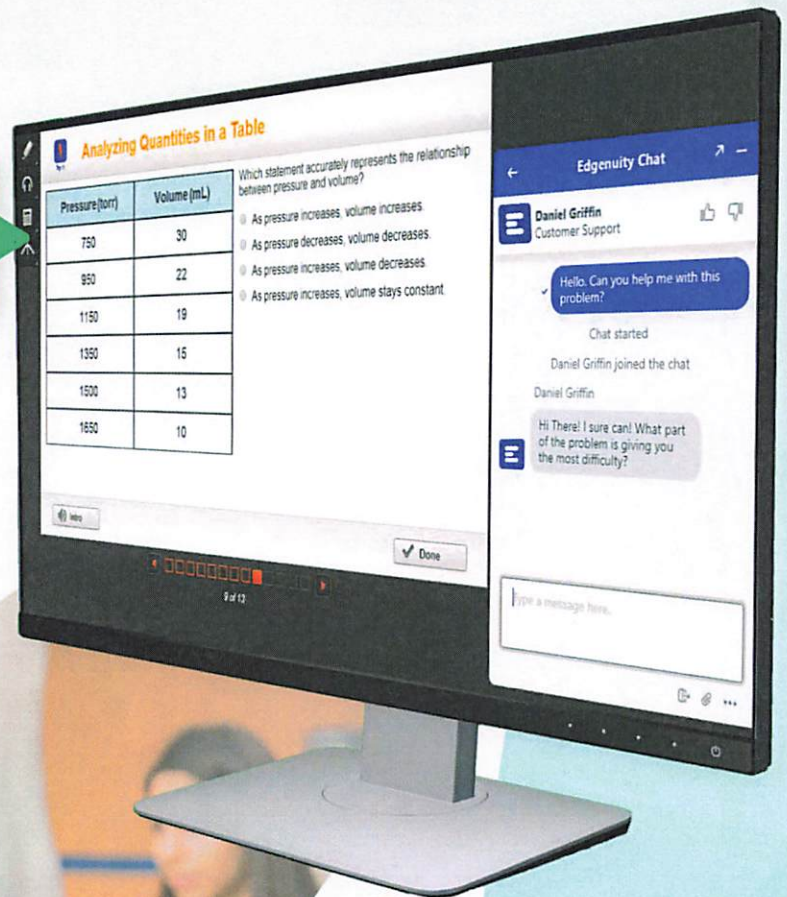 Analyzing Quantities in a Table
Pressure(torr) Volume (mL)
750 30
950 22
1150 19
1350 15
1500 13
1650 10
Which statement accurately represents the relationship
between pressure and volume?
As pressure increases, volume increases.
As pressure decreases, volume decreases.
As pressure increases, volume decreases.
As pressure increases, volume stays constant.
Intro
Done
9 of 13
Edgenuity Chat
Daniel Griffin
Customer Support
Hello. Can you help me with this
problem?
Chat started
Daniel Griffin joined the chat
Daniel Griffin
Hi There! I sure can! What part
of the problem is giving you
the most difficulty?
Type a message here.